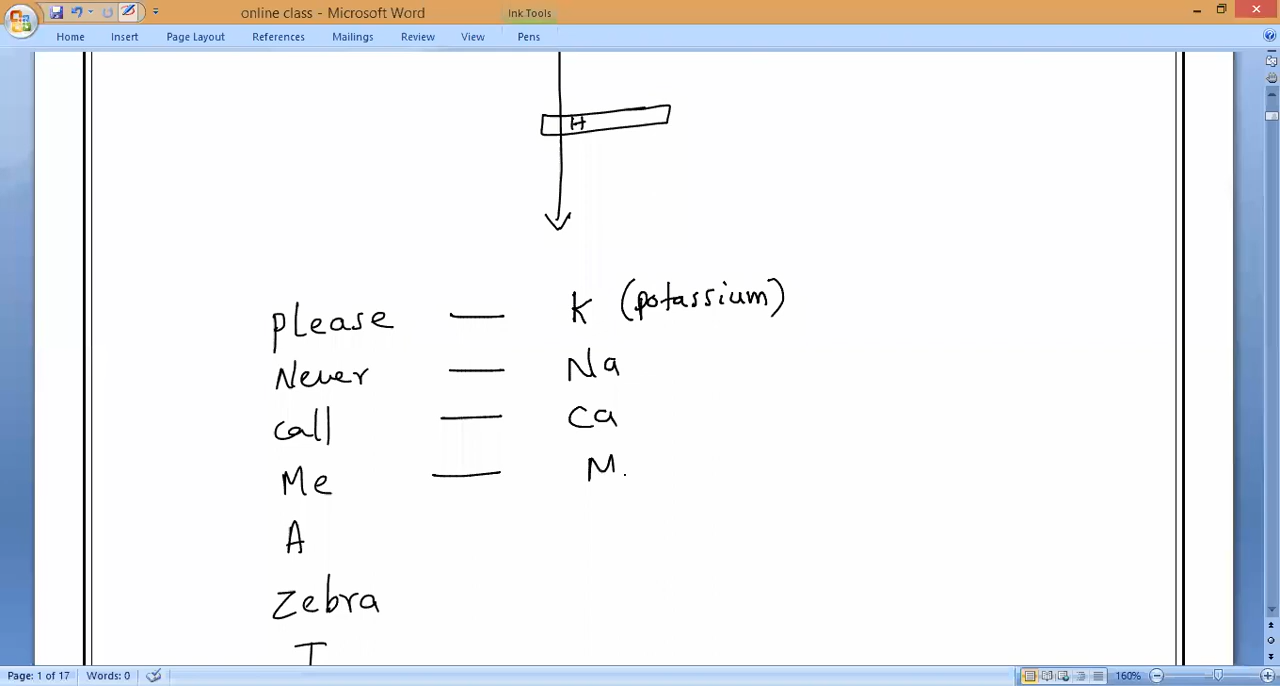 online class - Microsoft Word
Ink Tools
Home Insert Page Layout References Mailings Review View Pens
H
please — K (potassium)
Never — Na
call — Ca
Me — M.
A
Zebra
I
Page: 1 of 17 Words: 0 160%